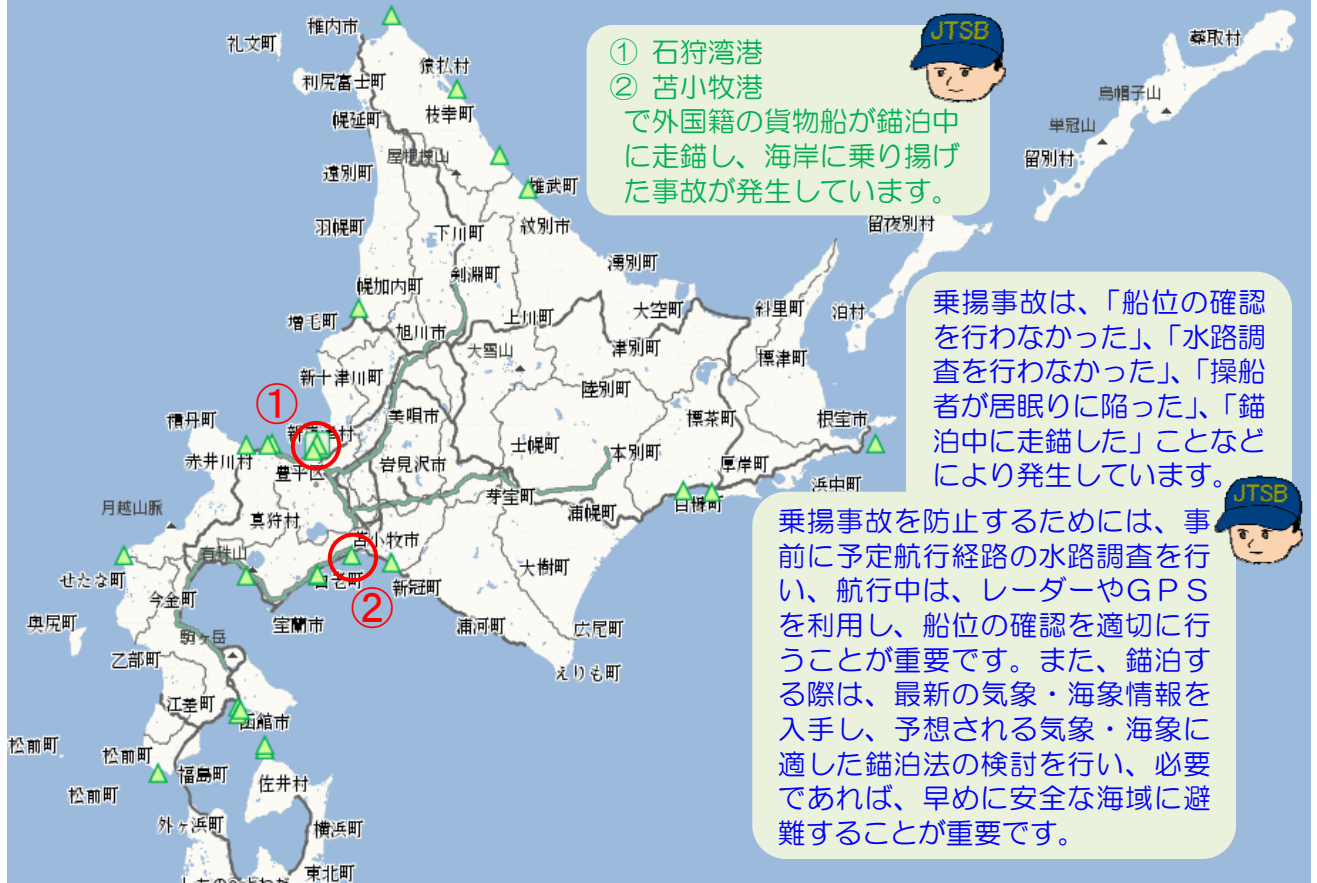 稚内市
礼文町
猿払村
利尻富士町
枝幸町
幌延町
遠別町
雄武町
羽幌町
下川町
紋別市
剣淵町
湧別町
幌加内町
上川町
大空町
斜里町
泊村
増毛町
旭川市
大雪山
津別町
標津町
新十津川町
陸別町
①
積丹町
美唄市
標茶町
根室市
士幌町
本別町
赤井川村
豊平区
岩見沢市
厚岸町
浜中町
芽室町
白糠町
月越山脈
真狩村
浦幌町
苫小牧市
有珠山
大樹町
せたな町
白老町
新冠町
今金町
②
奥尻町
室蘭市
浦河町
広尾町
駒ヶ岳
乙部町
えりも町
江差町
函館市
松前町
松前町
福島町
佐井村
松前町
外ヶ浜町
横浜町
東北町
蘂取村
烏帽子山
単冠山
留別村
留夜別村
JTSB
① 石狩湾港
② 苫小牧港
で外国籍の貨物船が錨泊中
に走錨し、海岸に乗り揚げ
た事故が発生しています。
乗揚事故は、「船位の確認
を行わなかった」、「水路調
査を行わなかった」、「操船
者が居眠りに陥った」、「錨
泊中に走錨した」ことなど
により発生しています。
JTSB
乗揚事故を防止するためには、事
前に予定航行経路の水路調査を行
い、航行中は、レーダーやGPS
を利用し、船位の確認を適切に行
うことが重要です。また、錨泊す
る際は、最新の気象・海象情報を
入手し、予想される気象・海象に
適した錨泊法の検討を行い、必要
であれば、早めに安全な海域に避
難することが重要です。